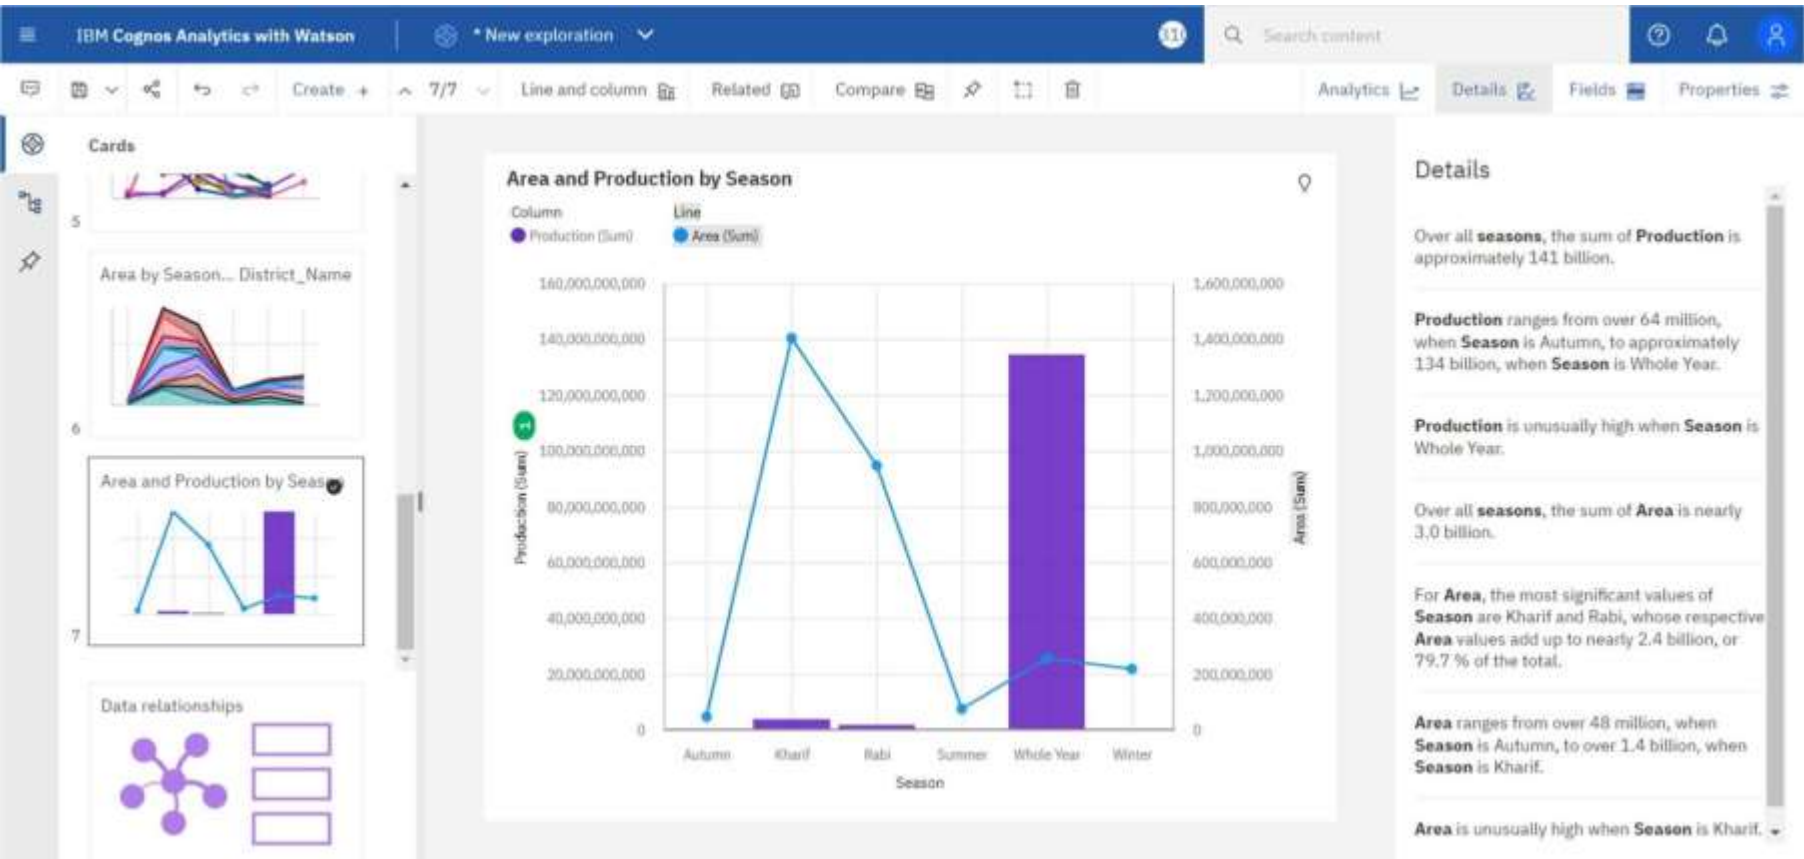 IBM Cognos Analytics with Watson
* New exploration
Search content
Create +
7/7
Line and column
Related
Compare
Analytics
Details
Fields
Properties
Cards
5
Area by Season... District_Name
6
Area and Production by Seas
7
Data relationships
Area and Production by Season
Column
Production (Sum)
Line
Area (Sum)
160,000,000,000
140,000,000,000
120,000,000,000
100,000,000,000
80,000,000,000
60,000,000,000
40,000,000,000
20,000,000,000
0
Production (Sum)
1
1,600,000,000
1,400,000,000
1,200,000,000
1,000,000,000
800,000,000
600,000,000
400,000,000
200,000,000
0
Area (Sum)
Autumn
Kharif
Rabi
Summer
Whole Year
Winter
Season
Details
Over all seasons, the sum of Production is
approximately 141 billion.
Production ranges from over 64 million,
when Season is Autumn, to approximately
134 billion, when Season is Whole Year.
Production is unusually high when Season is
Whole Year.
Over all seasons, the sum of Area is nearly
3.0 billion.
For Area, the most significant values of
Season are Kharif and Rabi, whose respective
Area values add up to nearly 2.4 billion, or
79.7 % of the total.
Area ranges from over 48 million, when
Season is Autumn, to over 1.4 billion, when
Season is Kharif.
Area is unusually high when Season is Kharif.